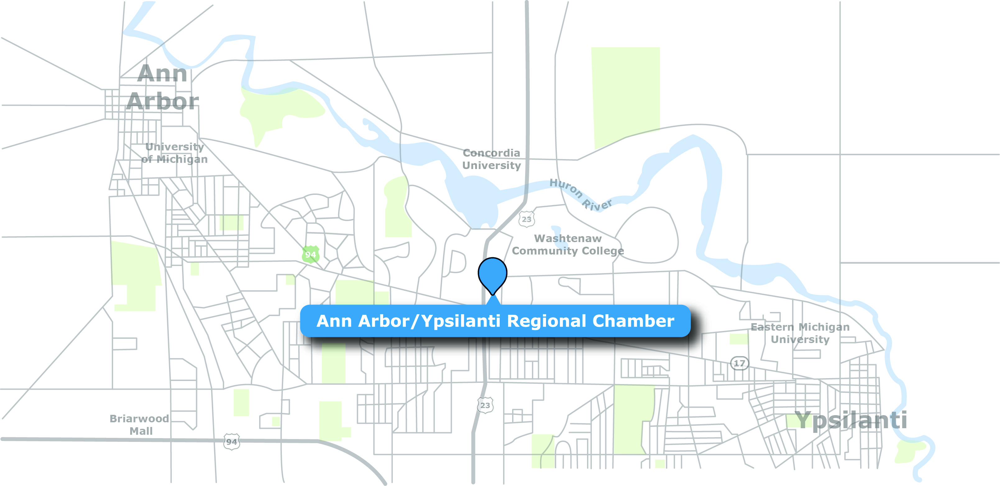 Ann
Arbor
University
of Michigan
Concordia
University
Huron River
23
Washtenaw
Community College
94
Ann Arbor/Ypsilanti Regional Chamber
Eastern Michigan
University
17
23
Ypsilanti
Briarwood
Mall
94